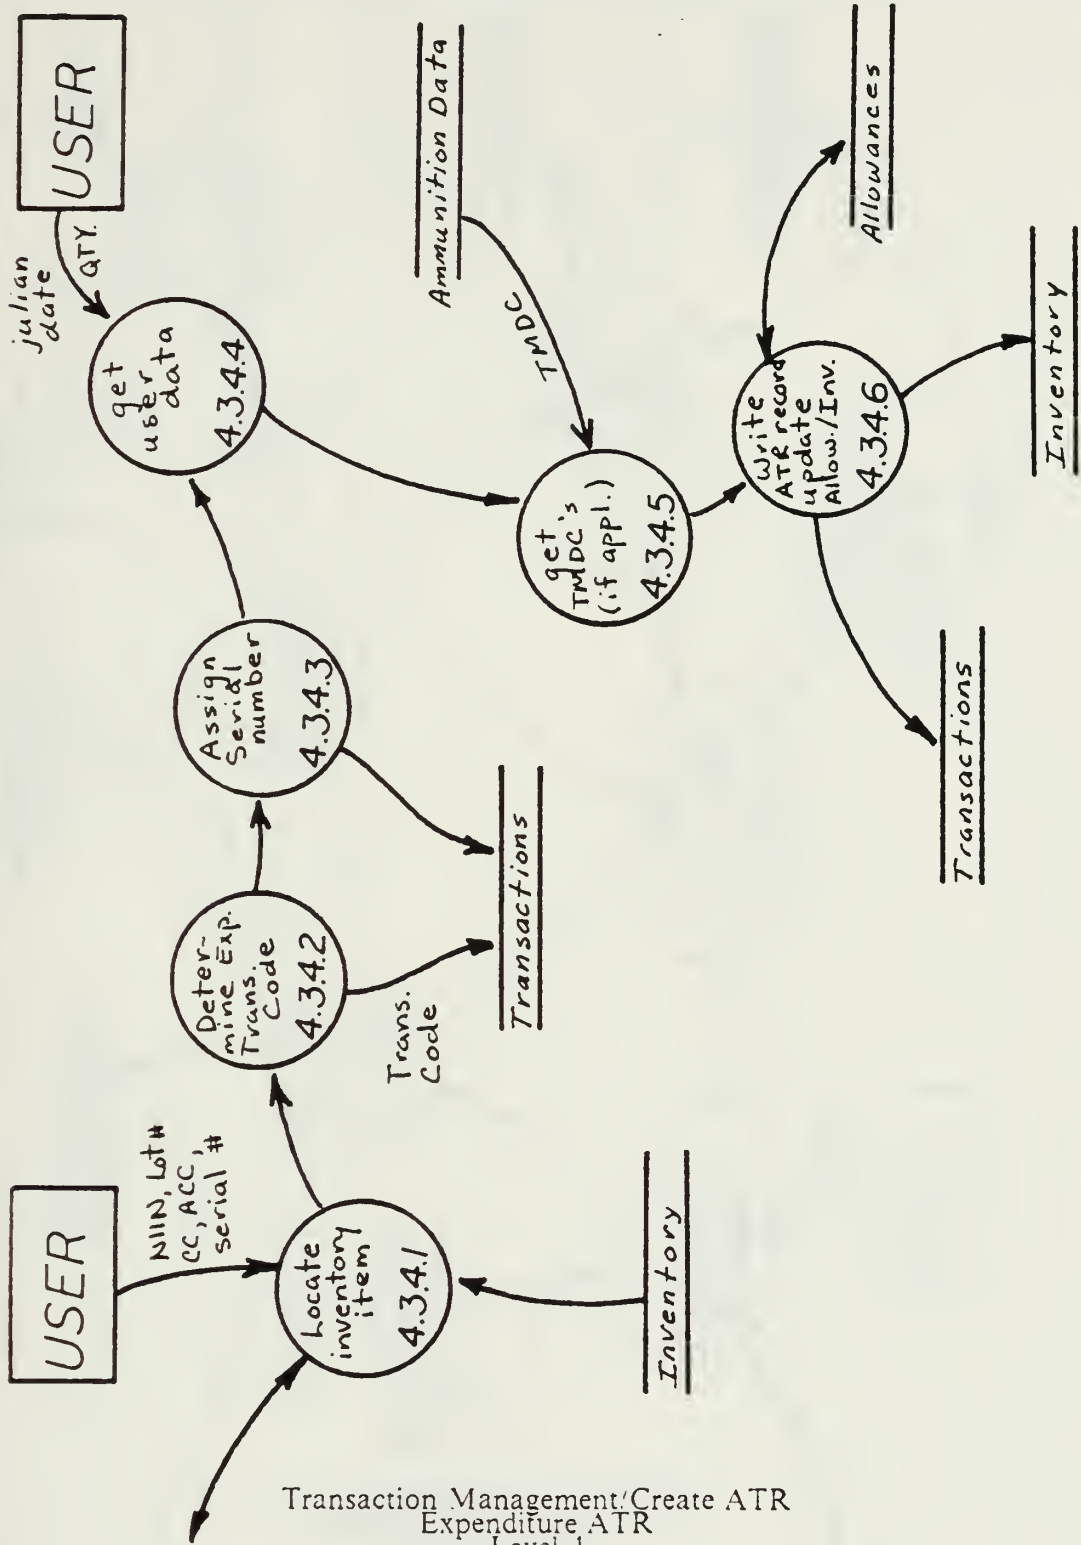 USER
NIIN, Lot#
CC, ACC,
serial #
Locate
inventory
item
4.3.4.1
Inventory
Deter-
mine Exp.
Trans.
Code
4.3.4.2
Trans.
Code
Assign
Serial
number
4.3.4.3
Transactions
julian
date
QTY.
USER
get
user
data
4.3.4.4
Ammunition Data
TMDC
get
TMDC's
(if appl.)
4.3.4.5
Write
ATR record
update
Allow./Inv.
4.3.4.6
Allowances
Inventory
Transactions
Transaction Management/Create ATR
Expenditure ATR